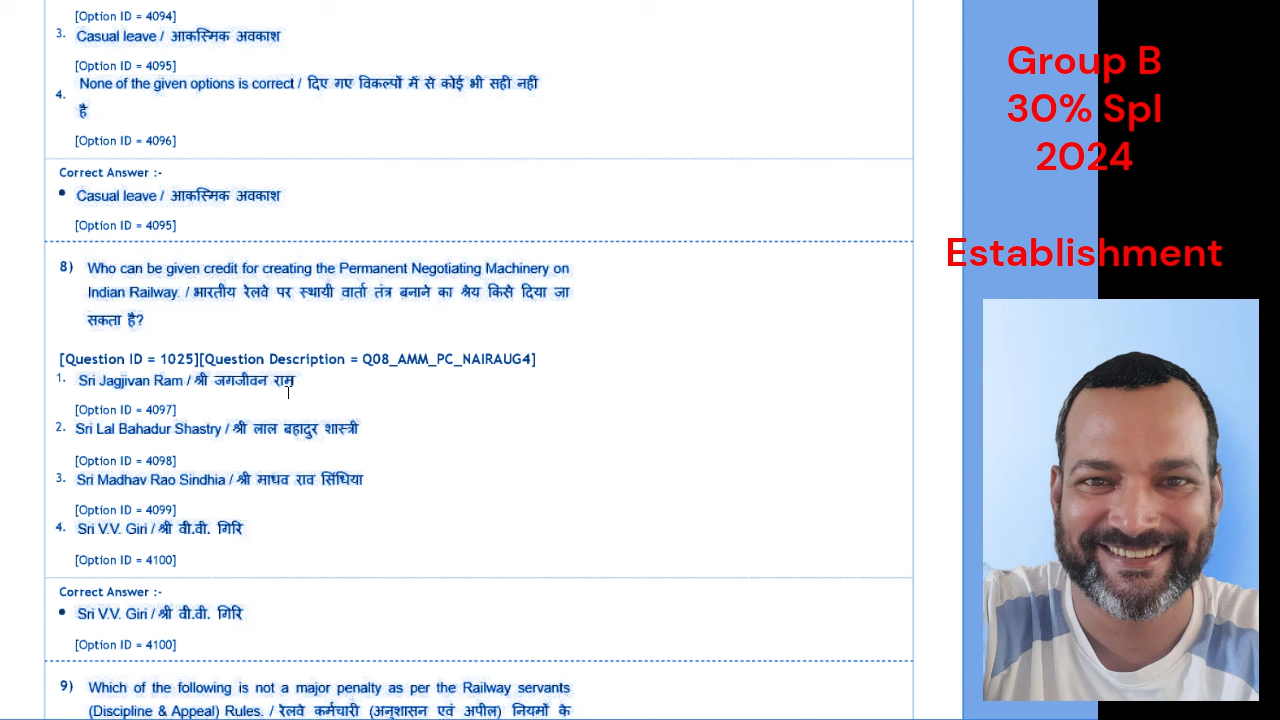 [Option ID = 4094]
3. Casual leave / आकस्मिक अवकाश
[Option ID = 4095]
4. None of the given options is correct / दिए गए विकल्पों में से कोई भी सही नहीं
है
[Option ID = 4096]
Correct Answer :-
• Casual leave / आकस्मिक अवकाश
[Option ID = 4095]
8) Who can be given credit for creating the Permanent Negotiating Machinery on
Indian Railway. / भारतीय रेलवे पर स्थायी वार्ता तंत्र बनाने का श्रेय किसे दिया जा
सकता है?
[Question ID = 1025][Question Description = Q08_AMM_PC_NAIRAUG4]
1. Sri Jagjivan Ram / श्री जगजीवन राम
[Option ID = 4097]
2. Sri Lal Bahadur Shastry / श्री लाल बहादुर शास्त्री
[Option ID = 4098]
3. Sri Madhav Rao Sindhia / श्री माधव राव सिंधिया
[Option ID = 4099]
4. Sri V.V. Giri / श्री वी.वी. गिरि
[Option ID = 4100]
Correct Answer :-
• Sri V.V. Giri / श्री वी.वी. गिरि
[Option ID = 4100]
9) Which of the following is not a major penalty as per the Railway servants
(Discipline & Appeal) Rules. / रेलवे कर्मचारी (अनुशासन एवं अपील) नियमों के
Group B
30% Spl
2024
Establishment